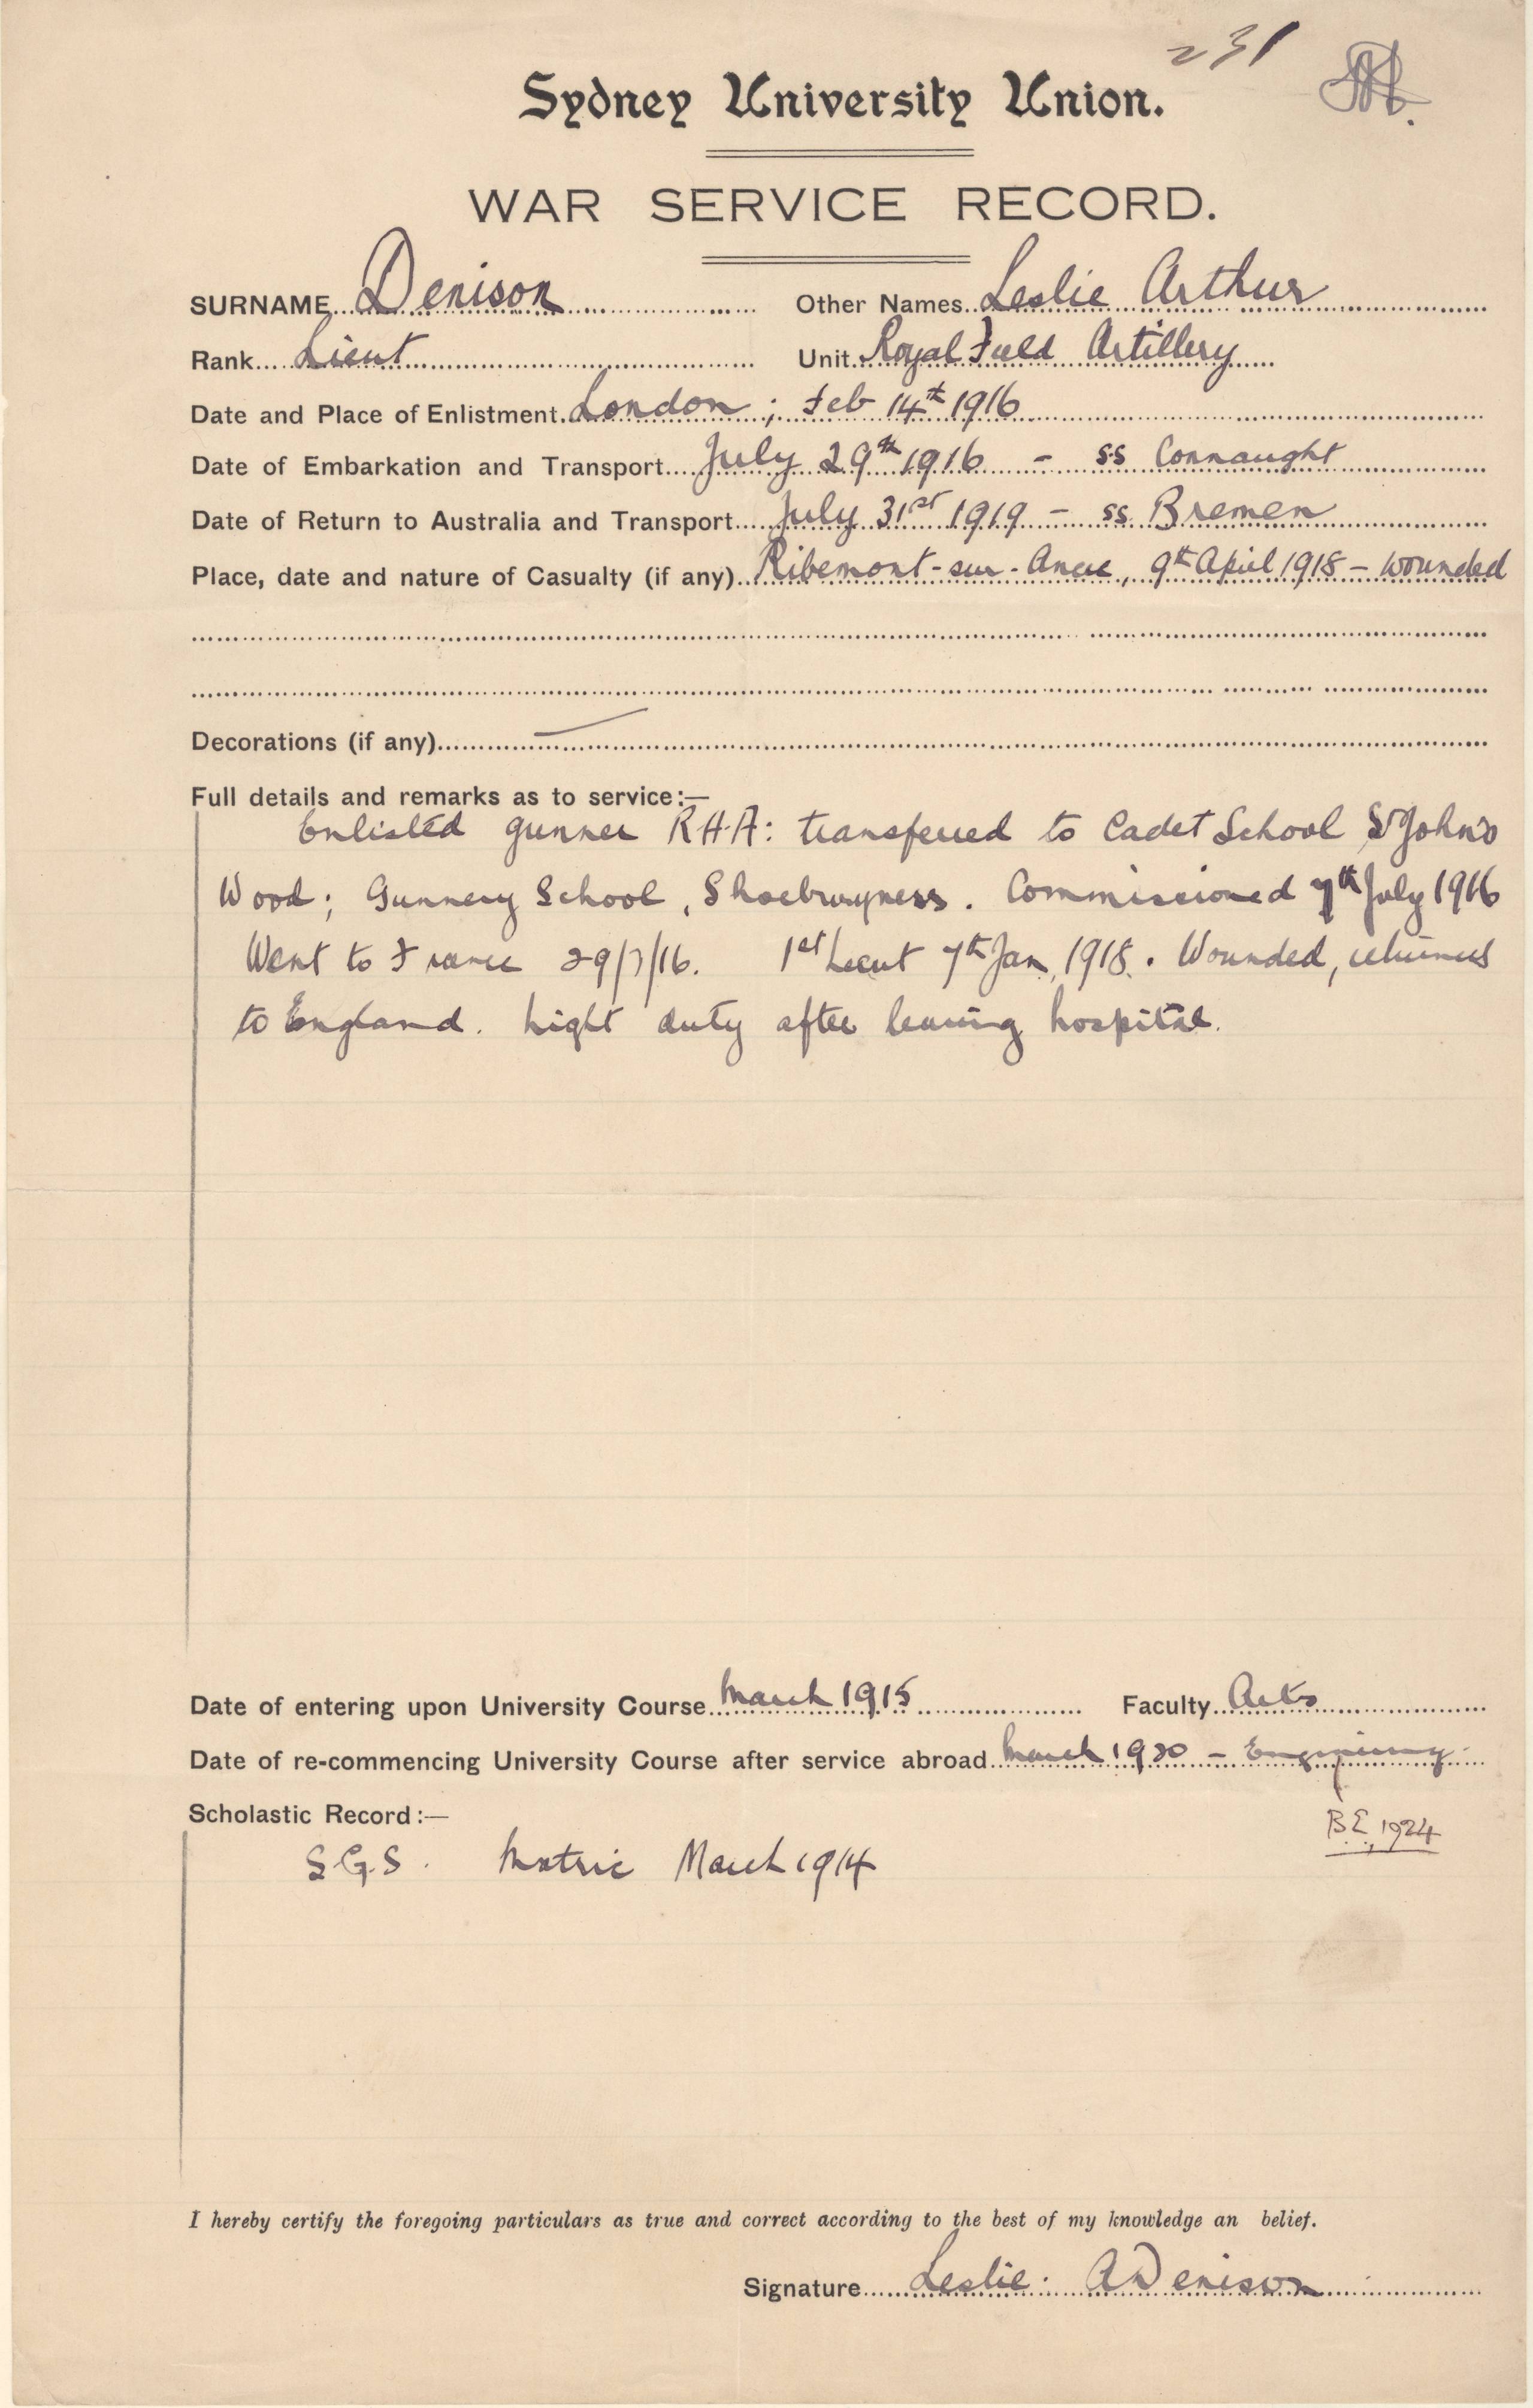 231
Sydney University Union.
WAR SERVICE RECORD.
SURNAME Denison Other Names Leslie Arthur
Rank Lieut Unit Royal Field Artillery
Date and Place of Enlistment London ; Feb 14th 1916
Date of Embarkation and Transport July 29th 1916 - ss Connaught
Date of Return to Australia and Transport July 31st 1919 - ss Bremen
Place, date and nature of Casualty (if any) Ribemont-sur-Ancre, 9th April 1918 - wounded
Decorations (if any) —
Full details and remarks as to service:—
Enlisted gunner R.H.A: transferred to Cadet School St John's
Wood; Gunnery School, Shoeburyness. Commissioned 7th July 1916
Went to France 29/7/16. 1st Lieut 7th Jan, 1918. Wounded, returned
to England. Light duty after leaving hospital.
Date of entering upon University Course March 1915 Faculty Arts
Date of re-commencing University Course after service abroad March 1920 - Engineering
Scholastic Record:—
B.E, 1924
S.G.S. Matric March 1914
I hereby certify the foregoing particulars as true and correct according to the best of my knowledge an belief.
Signature Leslie. A Denison